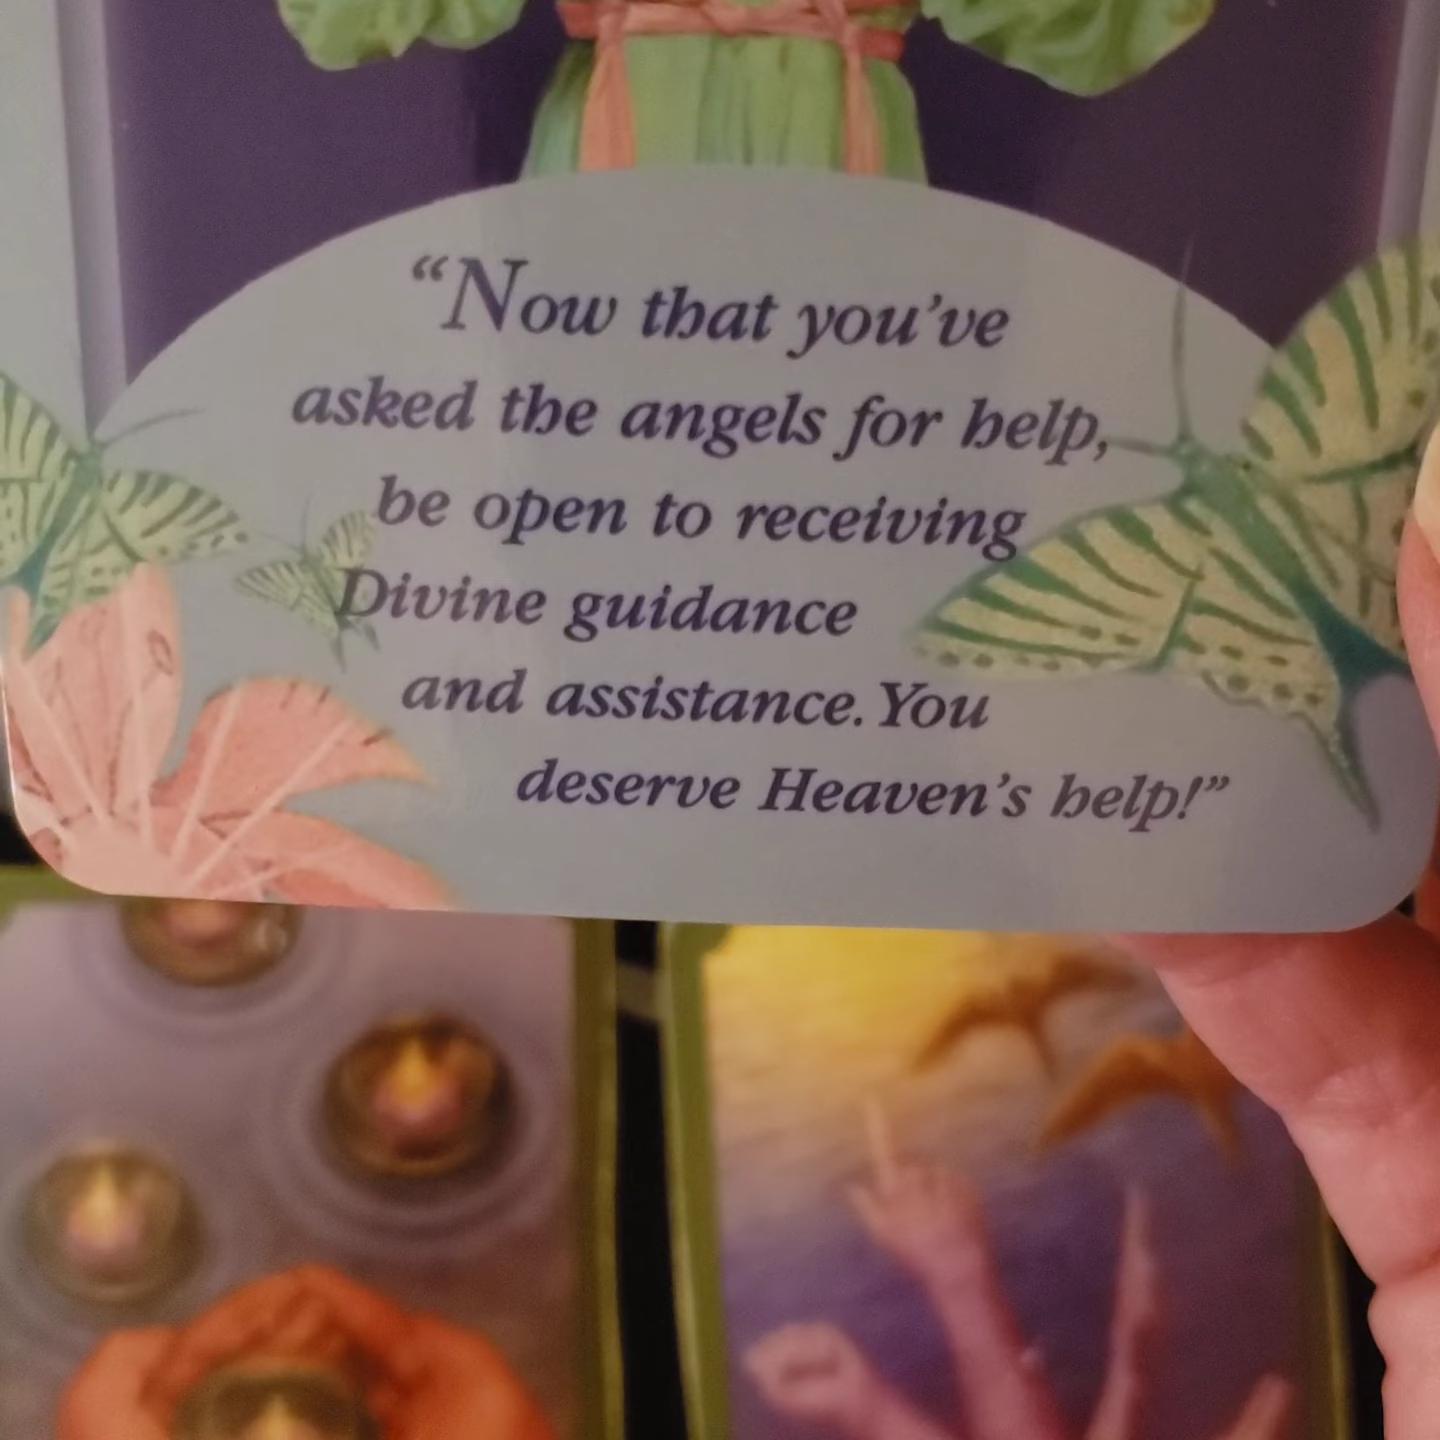 “Now that you’ve
asked the angels for help,
be open to receiving
Divine guidance
and assistance. You
deserve Heaven’s help!”